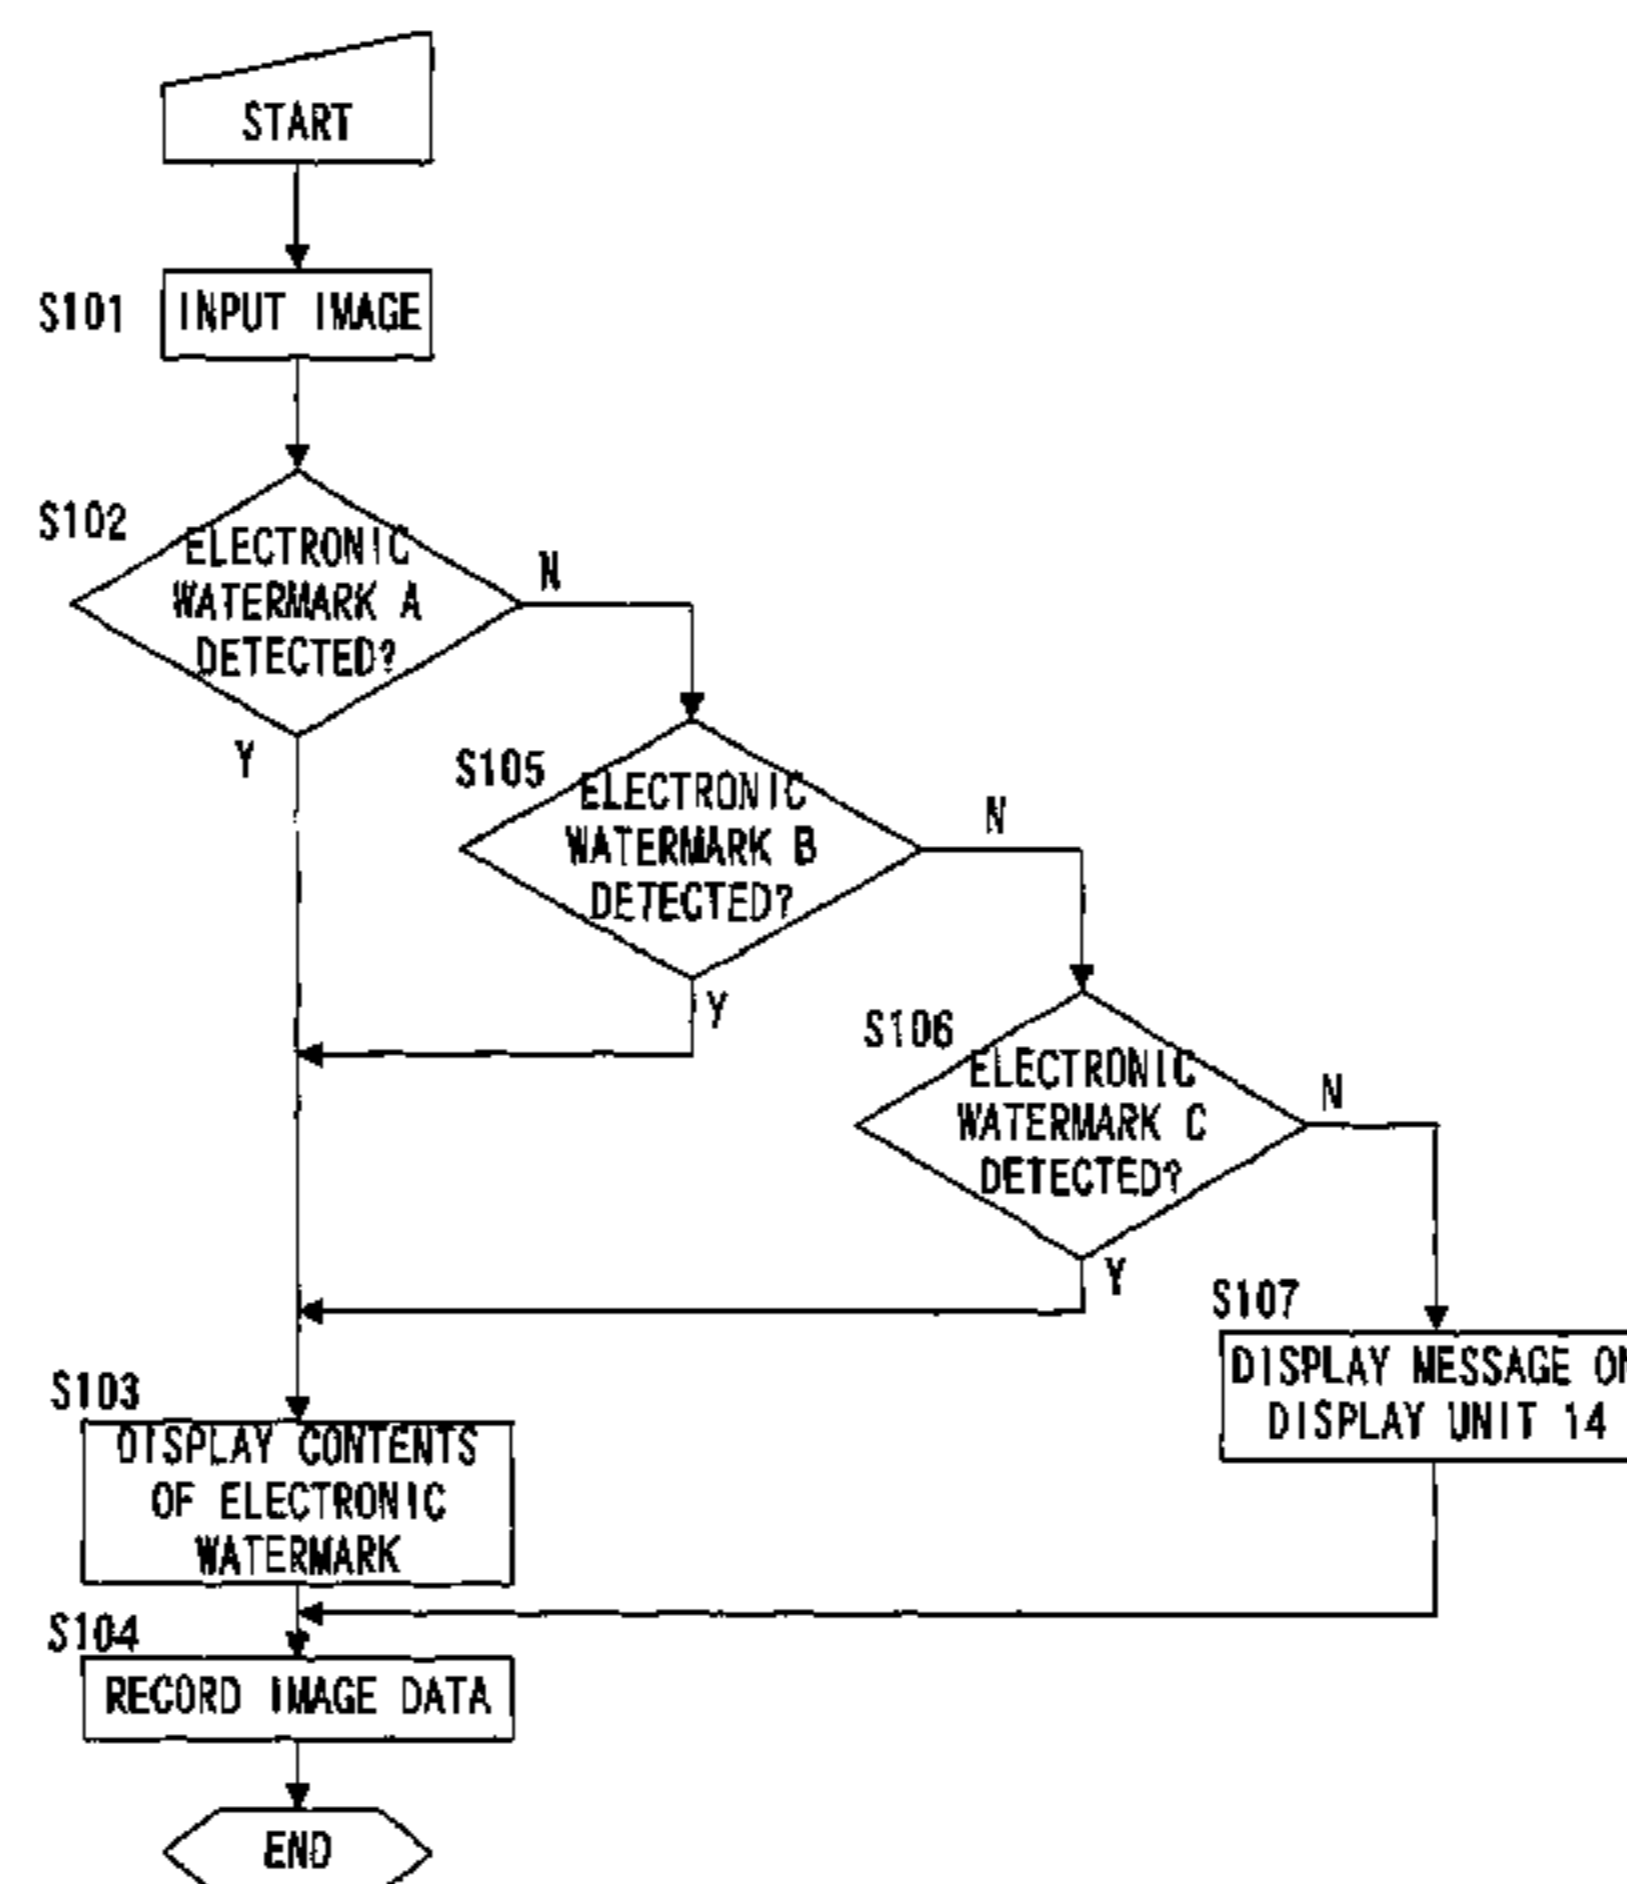 START
S101
INPUT IMAGE
S102
ELECTRONIC
WATERMARK A
DETECTED?
N
Y
S105
ELECTRONIC
WATERMARK B
DETECTED?
N
Y
S106
ELECTRONIC
WATERMARK C
DETECTED?
N
Y
S107
DISPLAY MESSAGE ON
DISPLAY UNIT 14
S103
DISPLAY CONTENTS
OF ELECTRONIC
WATERMARK
S104
RECORD IMAGE DATA
END